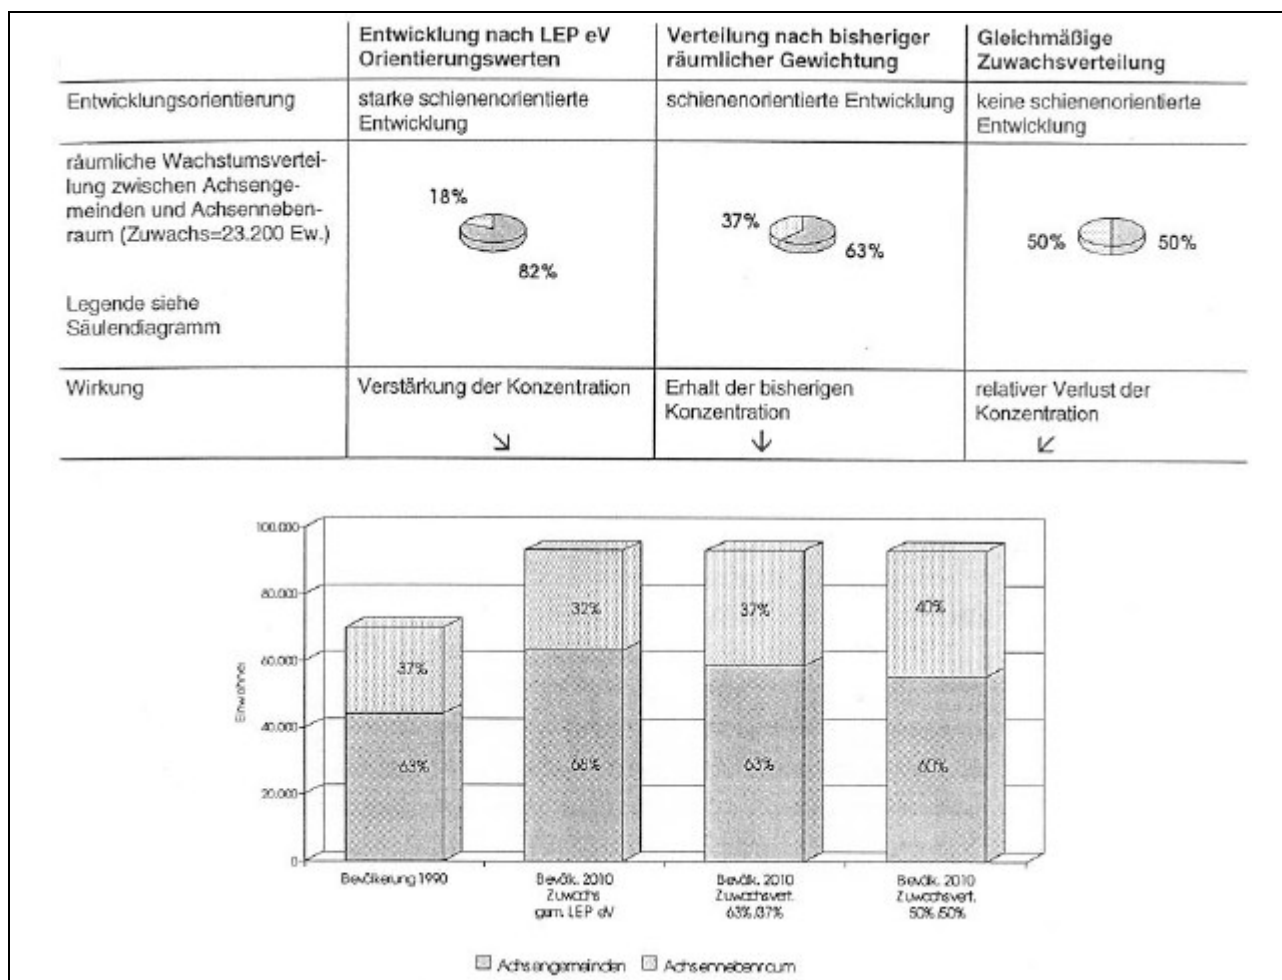 Entwicklung nach LEP eV
Orientierungswerten
Verteilung nach bisheriger
räumlicher Gewichtung
Gleichmäßige
Zuwachsverteilung
Entwicklungsorientierung
starke schienenorientierte
Entwicklung
schienenorientierte Entwicklung
keine schienenorientierte
Entwicklung
räumliche Wachstumsvertei-
lung zwischen Achsenge-
meinden und Achsenneben-
raum (Zuwachs=23.200 Ew.)
Legende siehe
Säulendiagramm
18%
82%
37%
63%
50%
50%
Wirkung
Verstärkung der Konzentration
Erhalt der bisherigen
Konzentration
relativer Verlust der
Konzentration
100.000
80.000
60.000
40.000
20.000
0
Einwohner
37%
63%
32%
68%
37%
63%
40%
60%
Bevölkerung 1990
Bevölk. 2010
Zuwachs
gem. LEP eV
Bevölk. 2010
Zuwachsvert.
63%/37%
Bevölk. 2010
Zuwachsvert.
50%/50%
Achsengemeinden
Achsennebenraum